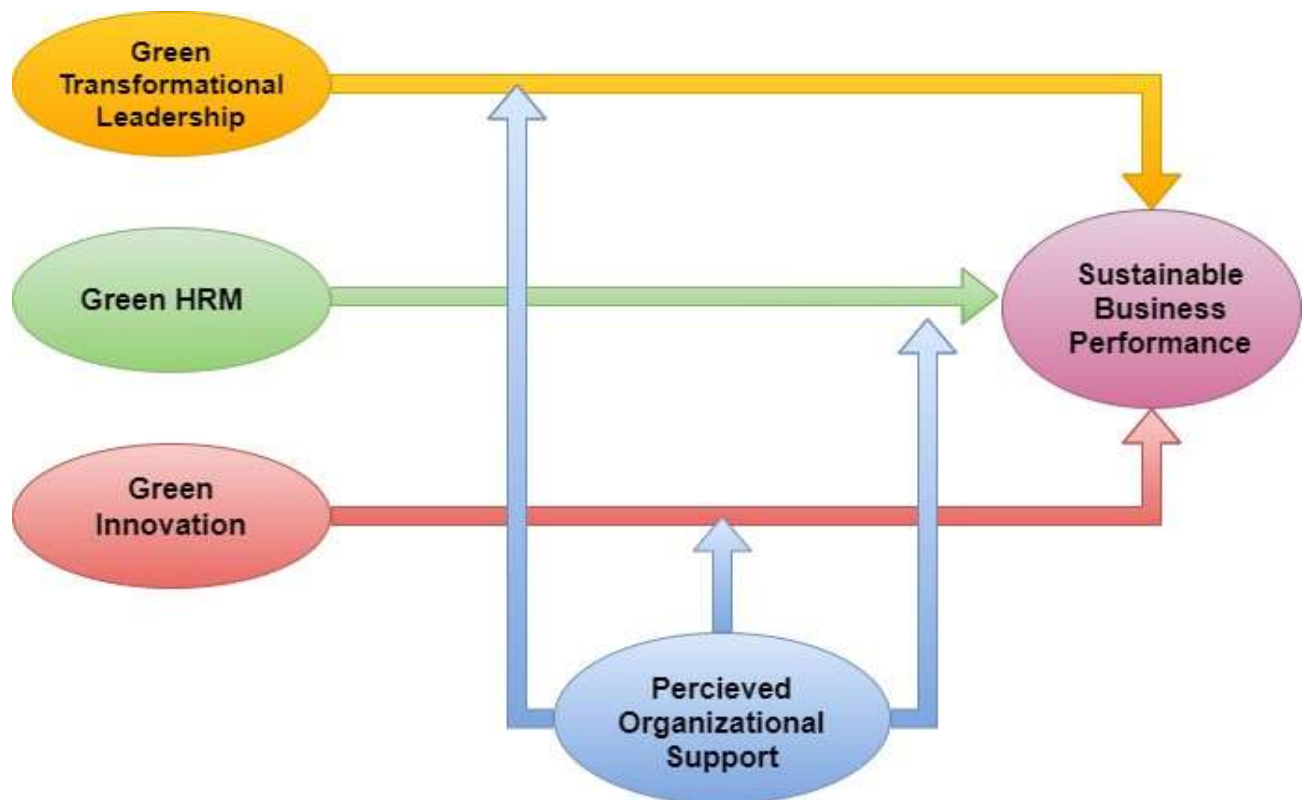 Green
Transformational
Leadership
Green HRM
Sustainable
Business
Performance
Green
Innovation
Percieved
Organizational
Support